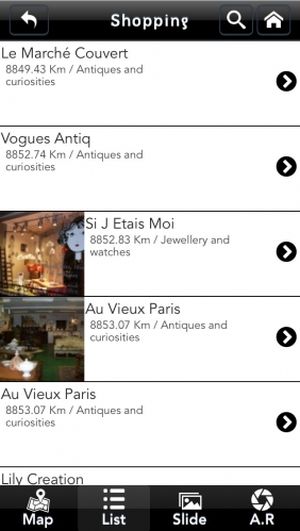 Shopping
Le Marché Couvert
8849.43 Km / Antiques and
curiosities
Vogues Antiq
8852.74 Km / Antiques and
curiosities
Si J Etais Moi
8852.83 Km / Jewellery and
watches
Au Vieux Paris
8853.07 Km / Antiques and
curiosities
Au Vieux Paris
8853.07 Km / Antiques and
curiosities
Lily Creation
Map List Slide A.R